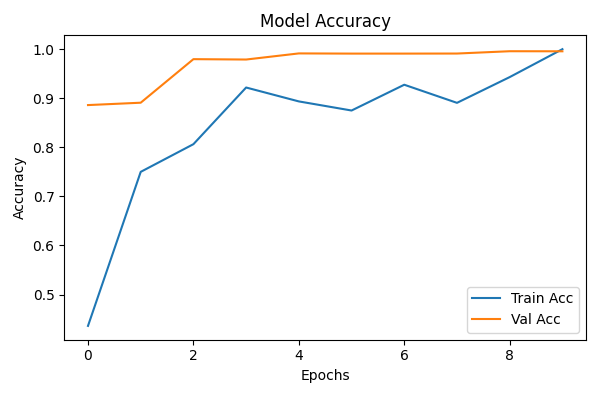 Model Accuracy
1.0
0.9
0.8
0.7
0.6
0.5
Accuracy
0 2 4 6 8
Epochs
Train Acc
Val Acc